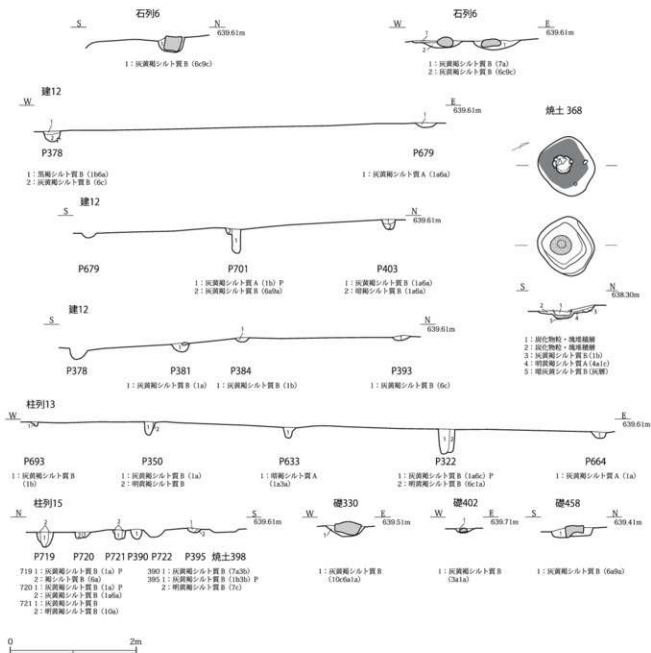 石列6
S
N
639.61m
1：灰黄褐シルト質B（6c9c）
石列6
W
E
639.61m
1：灰黄褐シルト質B（7a）
2：灰黄褐シルト質B（6c9c）
建12
W
E
639.61m
P378
P679
1：黒褐シルト質B（1b6a）
2：灰黄褐シルト質B（6c）
1：灰黄褐シルト質A（1a6a）
焼土 368
S
N
638.30m
1：炭化物粒・塊堆積層
2：炭化物粒・塊堆積層
3：灰黄褐シルト質B（1b）
4：明黄褐シルト質A（4a1c）
5：暗灰黄シルト質B（灰層）
建12
S
N
639.61m
P679
P701
P403
1：灰黄褐シルト質A（1b）P
2：灰黄褐シルト質B（6a9a）
1：灰黄褐シルト質B（1a6a）
2：暗褐シルト質B（1a6a）
建12
S
N
639.61m
P378
P381
P384
P393
1：灰黄褐シルト質B（1a）
1：灰黄褐シルト質B（1b）
1：灰黄褐シルト質B（6c）
柱列13
W
E
639.61m
P693
P350
P633
P322
P664
1：灰黄褐シルト質B
（1b）
1：灰黄褐シルト質B（1a）
2：明黄褐シルト質B
1：暗褐シルト質A
（1a3a）
1：灰黄褐シルト質B（1a6c）P
2：明黄褐シルト質B（6c1a）
1：灰黄褐シルト質A（1a）
柱列15
N
S
639.61m
P719 P720 P721 P390 P722 P395 焼土398
719 1：灰黄褐シルト質B（1a）P
2：褐シルト質B（6a）
720 1：灰黄褐シルト質B（1a）P
2：灰黄褐シルト質B（1a6a）
721 1：灰黄褐シルト質B
2：明黄褐シルト質B（10a）
390 1：灰黄褐シルト質B（7a3b）
395 1：灰黄褐シルト質B（1b3b）P
2：明黄褐シルト質B（7c）
礎330
W
E
639.51m
1：灰黄褐シルト質B
（10c6a1a）
礎402
W
E
639.71m
1：灰黄褐シルト質B
（3a1a）
礎458
S
N
639.41m
1：灰黄褐シルト質B（6a9a）
0
2m